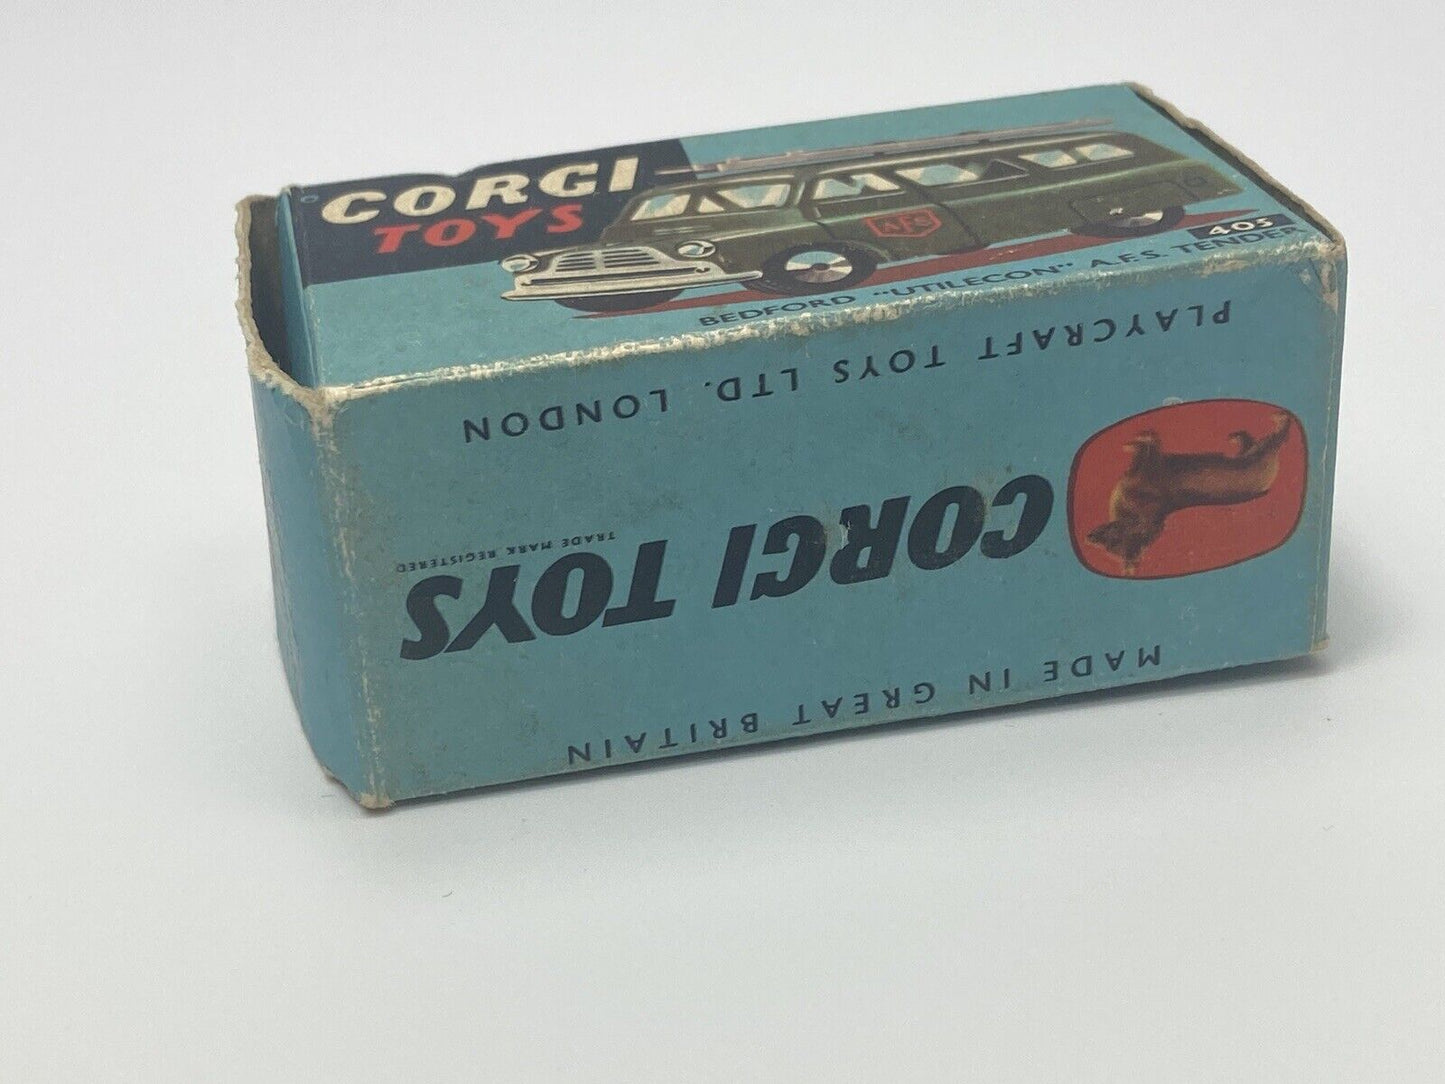 CORGI
TOYS
AFS
405
BEDFORD "UTILECON" A.F.S. TENDER
MADE IN GREAT BRITAIN
CORGI TOYS
TRADE MARK REGISTERED
PLAYCRAFT TOYS LTD. LONDON